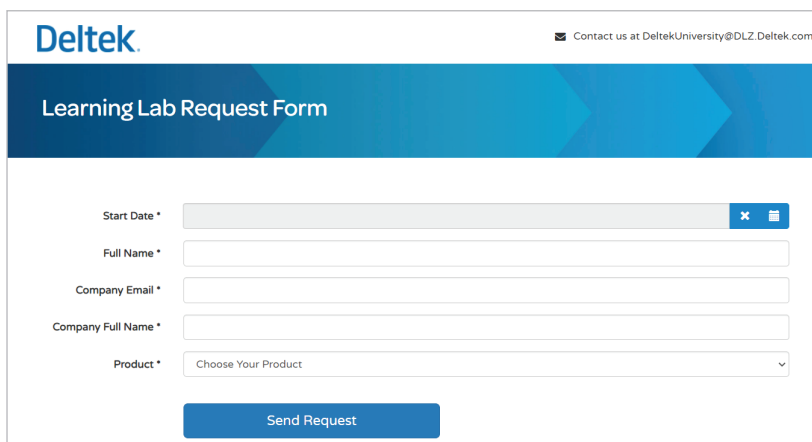 Deltek.
Contact us at DeltekUniversity@DLZ.Deltek.com
Learning Lab Request Form
Start Date *
Full Name *
Company Email *
Company Full Name *
Product * Choose Your Product
Send Request